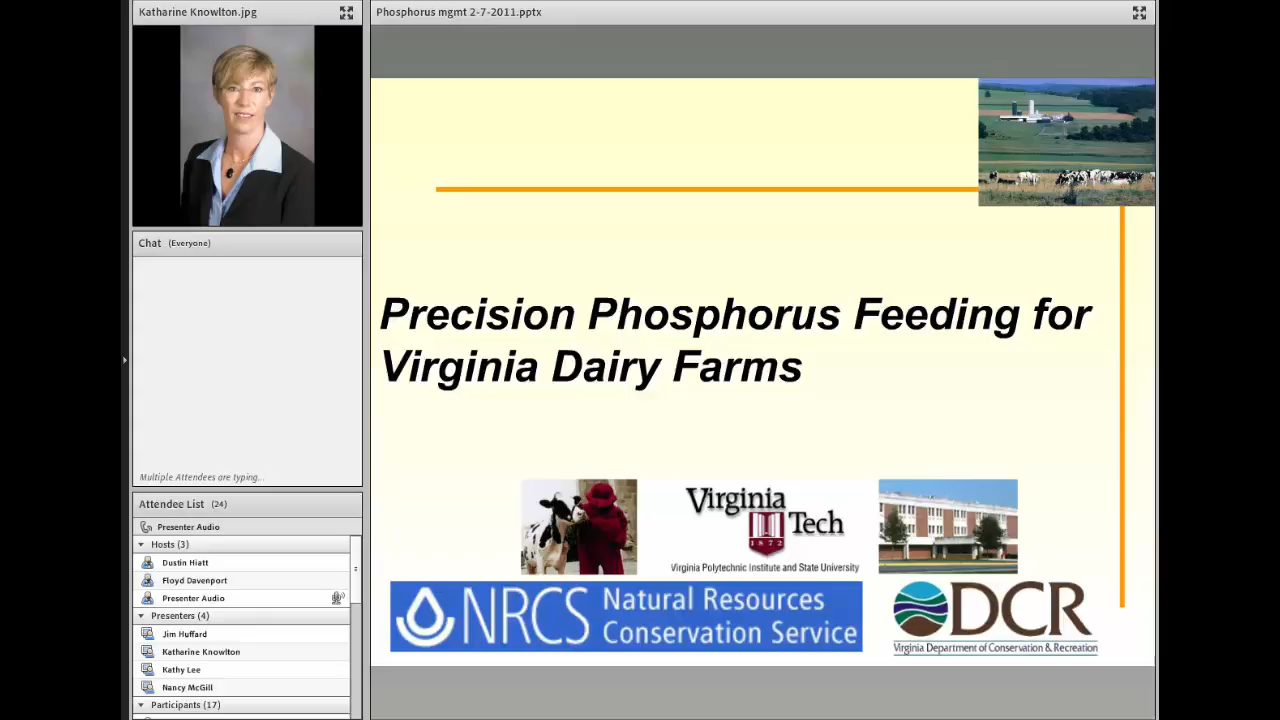 Katharine Knowlton.jpg
Chat (Everyone)
Multiple Attendees are typing...
Attendee List (24)
Presenter Audio
Hosts (3)
Dustin Hiatt
Floyd Davenport
Presenter Audio
Presenters (4)
Jim Huffard
Katharine Knowlton
Kathy Lee
Nancy McGill
Participants (17)
Phosphorus mgmt 2-7-2011.pptx
Precision Phosphorus Feeding for
Virginia Dairy Farms
Virginia
Tech
1872
Virginia Polytechnic Institute and State University
NRCS
Natural Resources
Conservation Service
DCR
Virginia Department of Conservation & Recreation